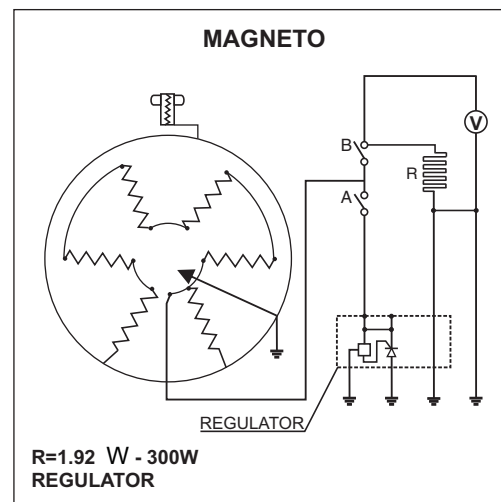 MAGNETO
V
B
R
A
REGULATOR
R=1.92 W - 300W
REGULATOR